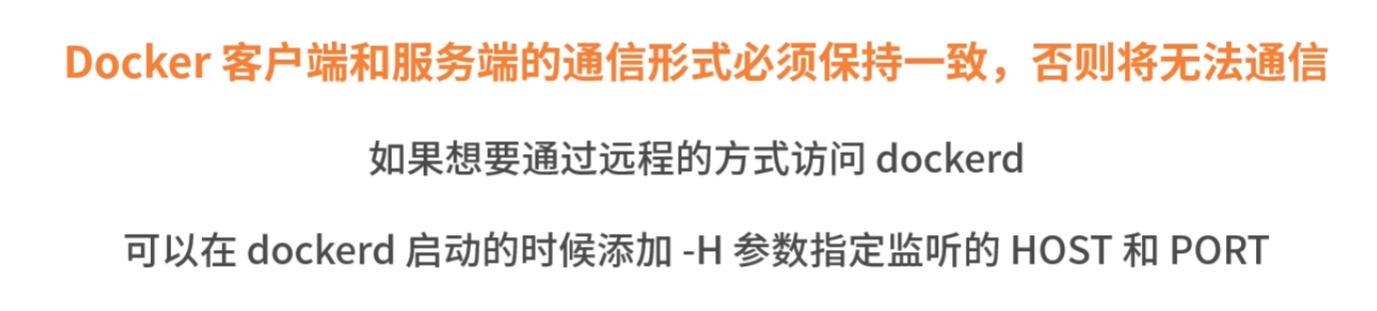 Docker 客户端和服务端的通信形式必须保持一致，否则将无法通信
如果想要通过远程的方式访问 dockerd
可以在 dockerd 启动的时候添加 -H 参数指定监听的 HOST 和 PORT